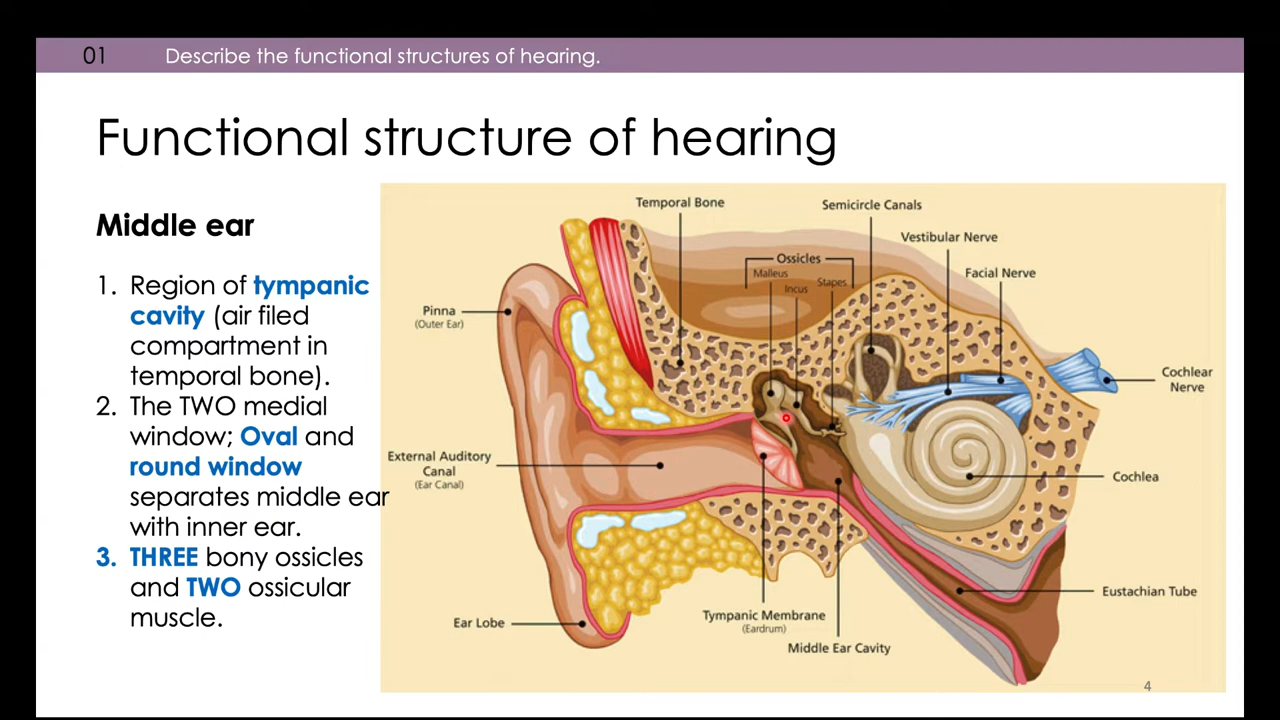 01
Describe the functional structures of hearing.
Functional structure of hearing
Middle ear
1. Region of tympanic
cavity (air filed
compartment in
temporal bone).
2. The TWO medial
window; Oval and
round window
separates middle ear
with inner ear.
3. THREE bony ossicles
and TWO ossicular
muscle.
Temporal Bone
Semicircle Canals
Vestibular Nerve
Ossicles
Malleus
Incus
Stapes
Facial Nerve
Pinna
(Outer Ear)
Cochlear
Nerve
External Auditory
Canal
(Ear Canal)
Cochlea
Eustachian Tube
Tympanic Membrane
(Eardrum)
Ear Lobe
Middle Ear Cavity
4